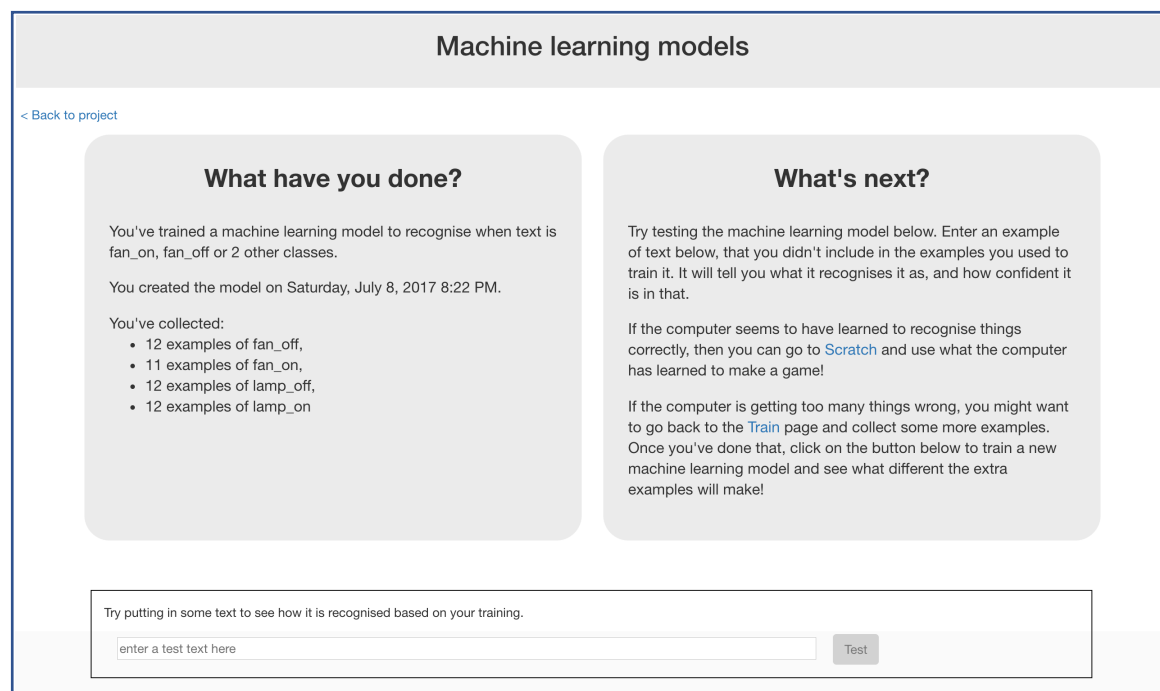 Machine learning models
< Back to project
What have you done?
You've trained a machine learning model to recognise when text is
fan_on, fan_off or 2 other classes.
You created the model on Saturday, July 8, 2017 8:22 PM.
You've collected:
• 12 examples of fan_off,
• 11 examples of fan_on,
• 12 examples of lamp_off,
• 12 examples of lamp_on
What's next?
Try testing the machine learning model below. Enter an example
of text below, that you didn't include in the examples you used to
train it. It will tell you what it recognises it as, and how confident it
is in that.
If the computer seems to have learned to recognise things
correctly, then you can go to Scratch and use what the computer
has learned to make a game!
If the computer is getting too many things wrong, you might want
to go back to the Train page and collect some more examples.
Once you've done that, click on the button below to train a new
machine learning model and see what different the extra
examples will make!
Try putting in some text to see how it is recognised based on your training.
enter a test text here
Test